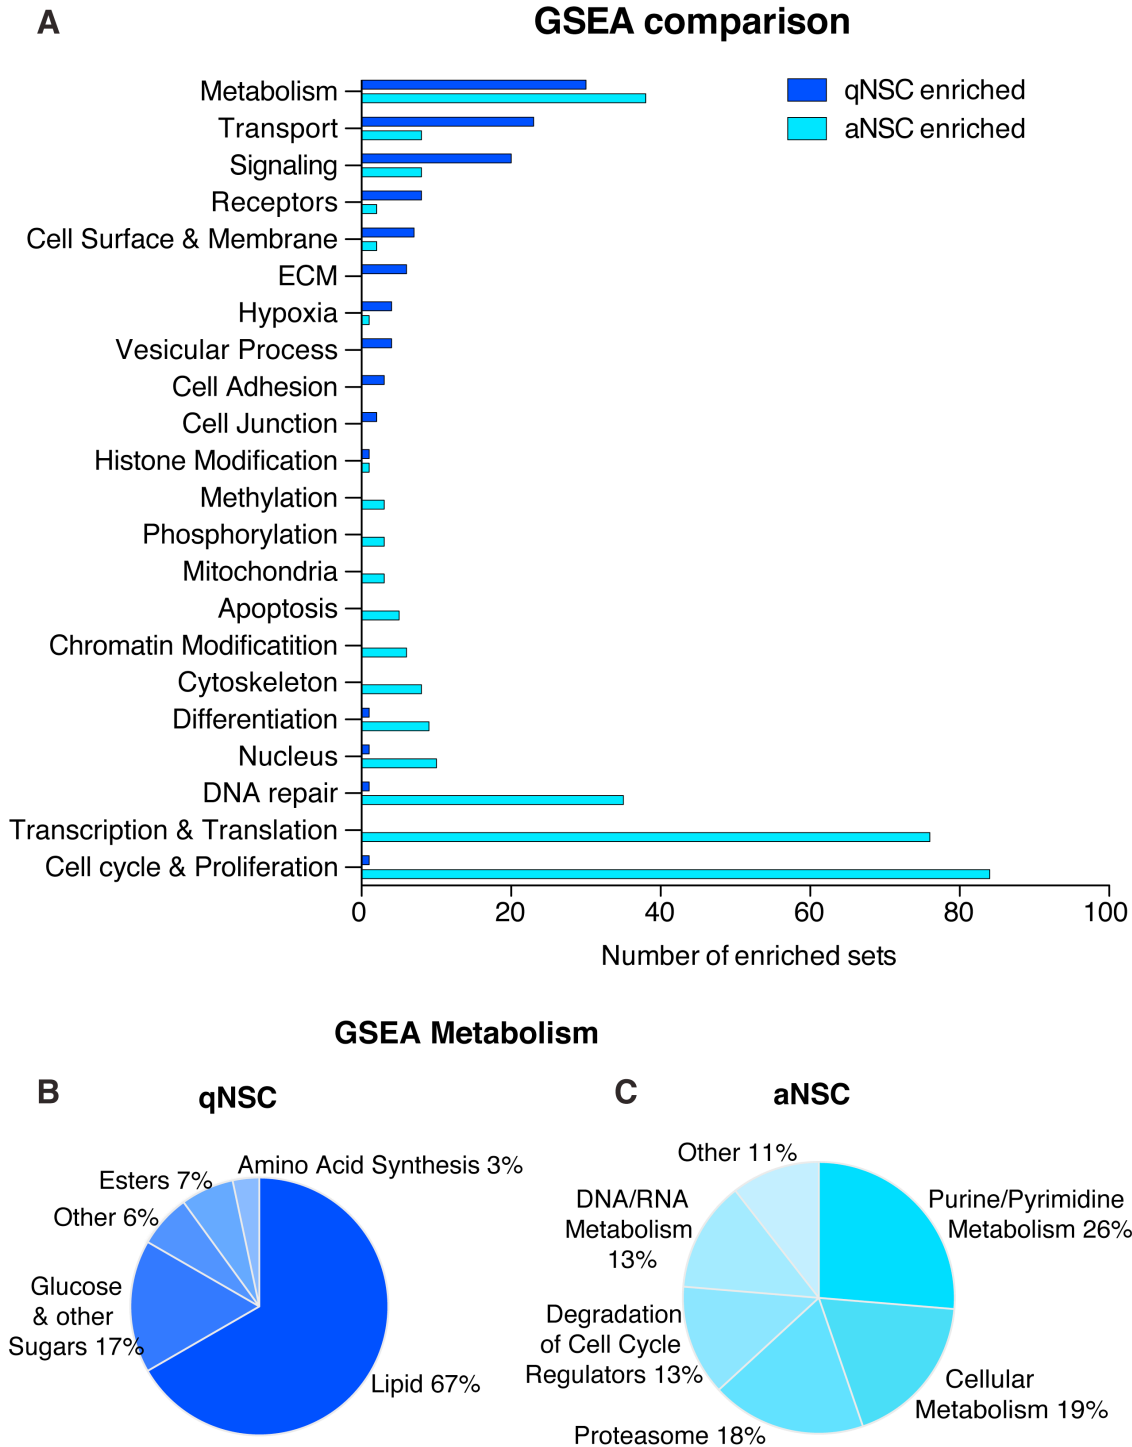 A
GSEA comparison
qNSC enriched
aNSC enriched
Metabolism
Transport
Signaling
Receptors
Cell Surface & Membrane
ECM
Hypoxia
Vesicular Process
Cell Adhesion
Cell Junction
Histone Modification
Methylation
Phosphorylation
Mitochondria
Apoptosis
Chromatin Modificatition
Cytoskeleton
Differentiation
Nucleus
DNA repair
Transcription & Translation
Cell cycle & Proliferation
0 20 40 60 80 100
Number of enriched sets
GSEA Metabolism
B
qNSC
Amino Acid Synthesis 3%
Esters 7%
Other 6%
Glucose
& other
Sugars 17%
Lipid 67%
C
aNSC
Other 11%
DNA/RNA
Metabolism
13%
Degradation
of Cell Cycle
Regulators 13%
Proteasome 18%
Purine/Pyrimidine
Metabolism 26%
Cellular
Metabolism 19%